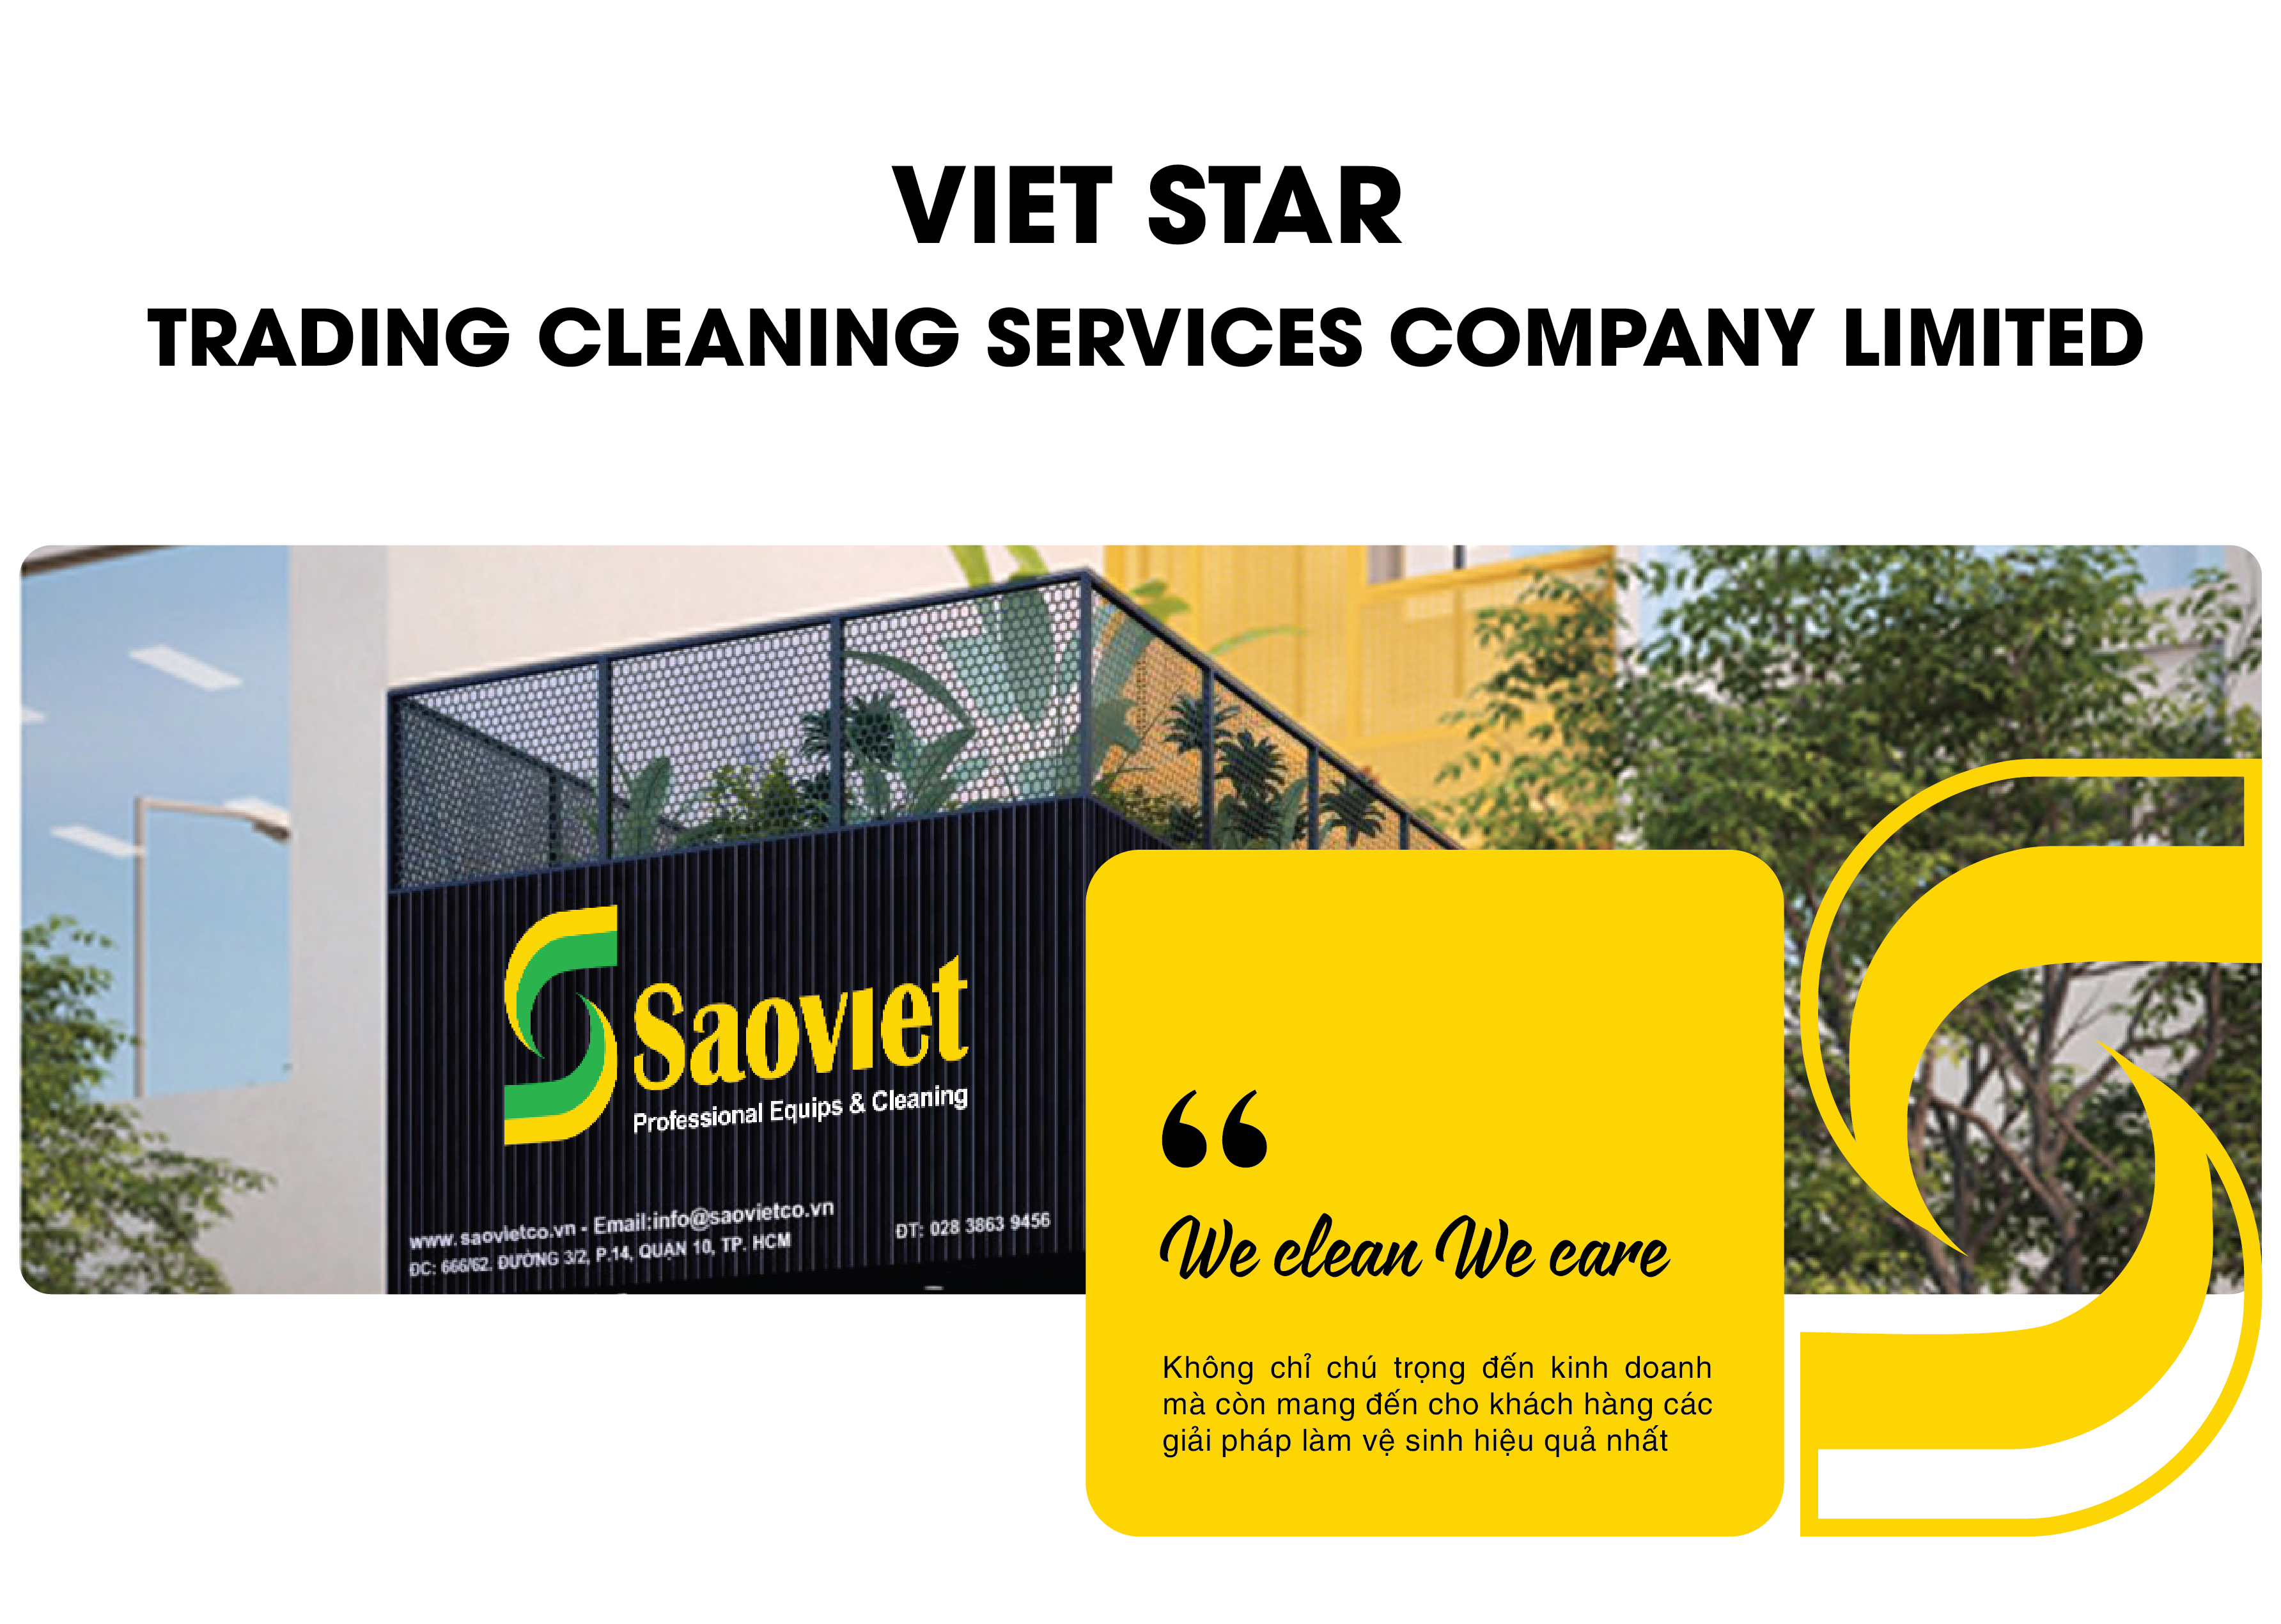 VIET STAR
TRADING CLEANING SERVICES COMPANY LIMITED
Saoviet
Professional Equips & Cleaning
www.saovietco.vn - Email:info@saovietco.vn
ĐC: 666/62. ĐƯỜNG 3/2, P.14, QUẬN 10, TP. HCM
ĐT: 028 3863 9456
“
We clean We care
Không chỉ chú trọng đến kinh doanh
mà còn mang đến cho khách hàng các
giải pháp làm vệ sinh hiệu quả nhất